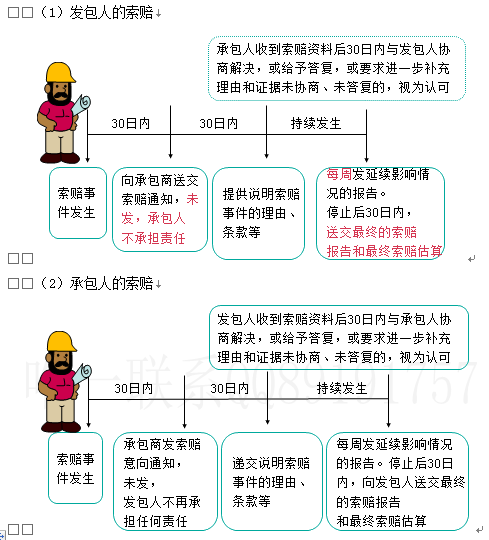 （1）发包人的索赔
承包人收到索赔资料后30日内与发包人协
商解决，或给予答复，或要求进一步补充
理由和证据未协商、未答复的，视为认可
30日内
30日内
持续发生
索赔事
件发生
向承包商送交
索赔通知，未
发，承包人
不承担责任
提供说明索赔
事件的理由、
条款等
每周发延续影响情
况的报告。
停止后30日内，
送交最终的索赔
报告和最终索赔估算
（2）承包人的索赔
发包人收到索赔资料后30日内与承包人协
商解决，或给予答复，或要求进一步补充
理由和证据未协商、未答复的，视为认可
30日内
30日内
持续发生
索赔事
件发生
承包商发索赔
意向通知，
未发，
发包人不再承
担任何责任
递交说明索赔
事件的理由、
条款等
每周发延续影响情况
的报告。停止后30日
内，向发包人送交最终
的索赔报告
和最终索赔估算